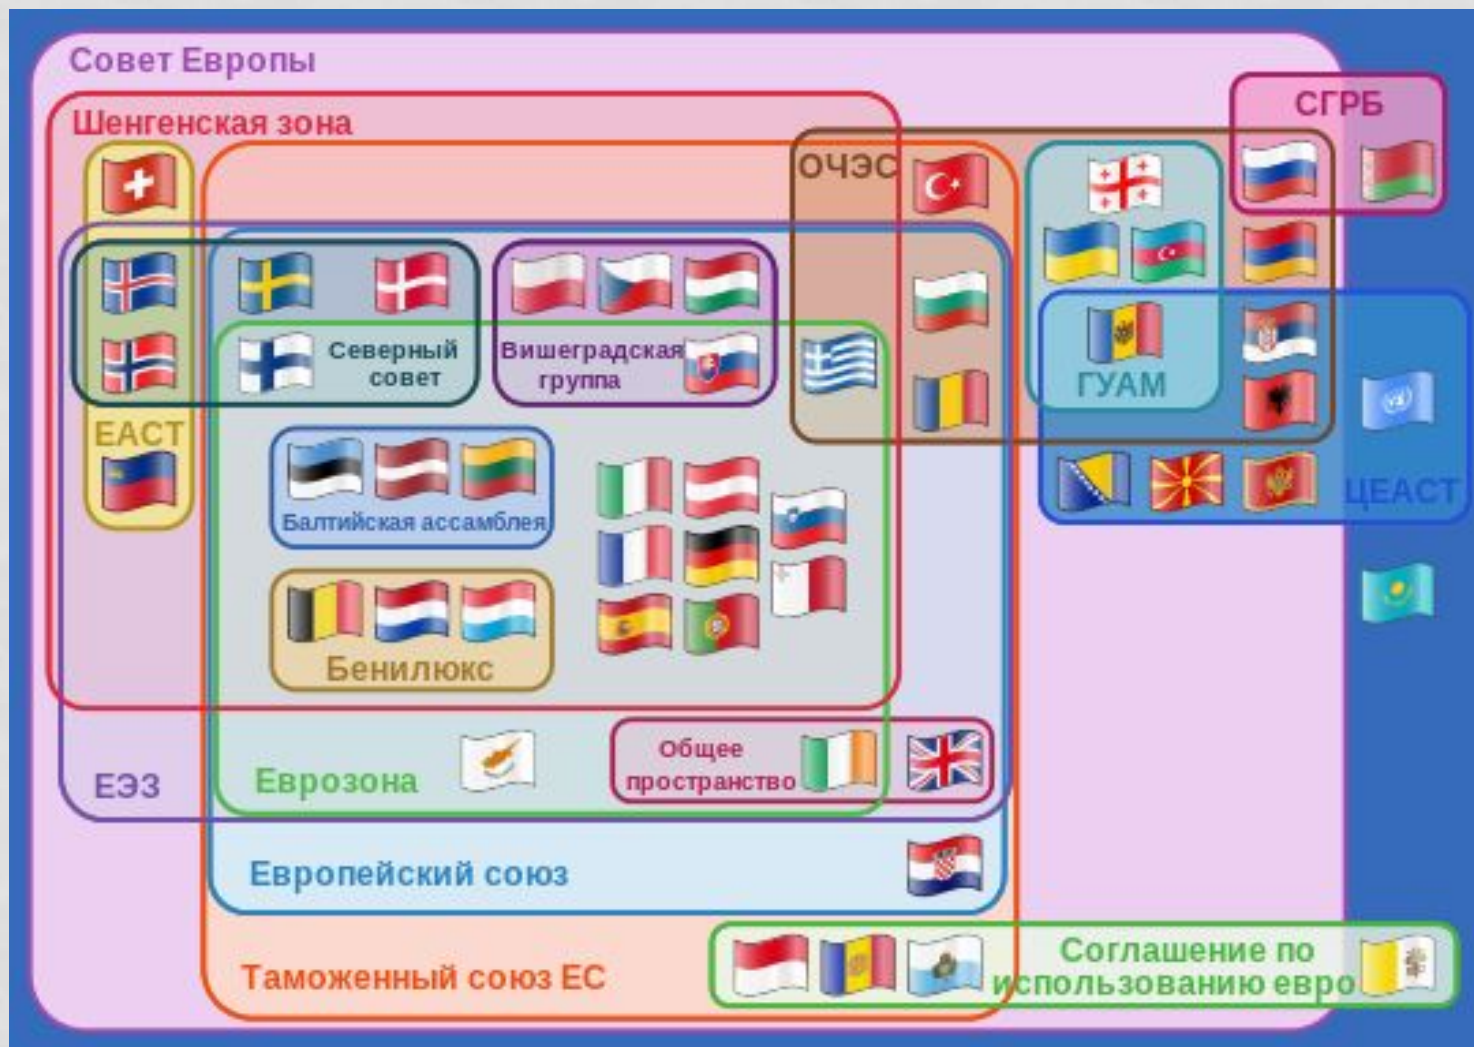 Совет Европы
СГРБ
Шенгенская зона
ОЧЭС
Северный
совет
Вишеградская
группа
ГУАМ
ЕАСТ
ЦЕАСТ
Балтийская ассамблея
Бенилюкс
Общее
пространство
Еврозона
ЕЭЗ
Европейский союз
Соглашение по
использованию евро
Таможенный союз ЕС